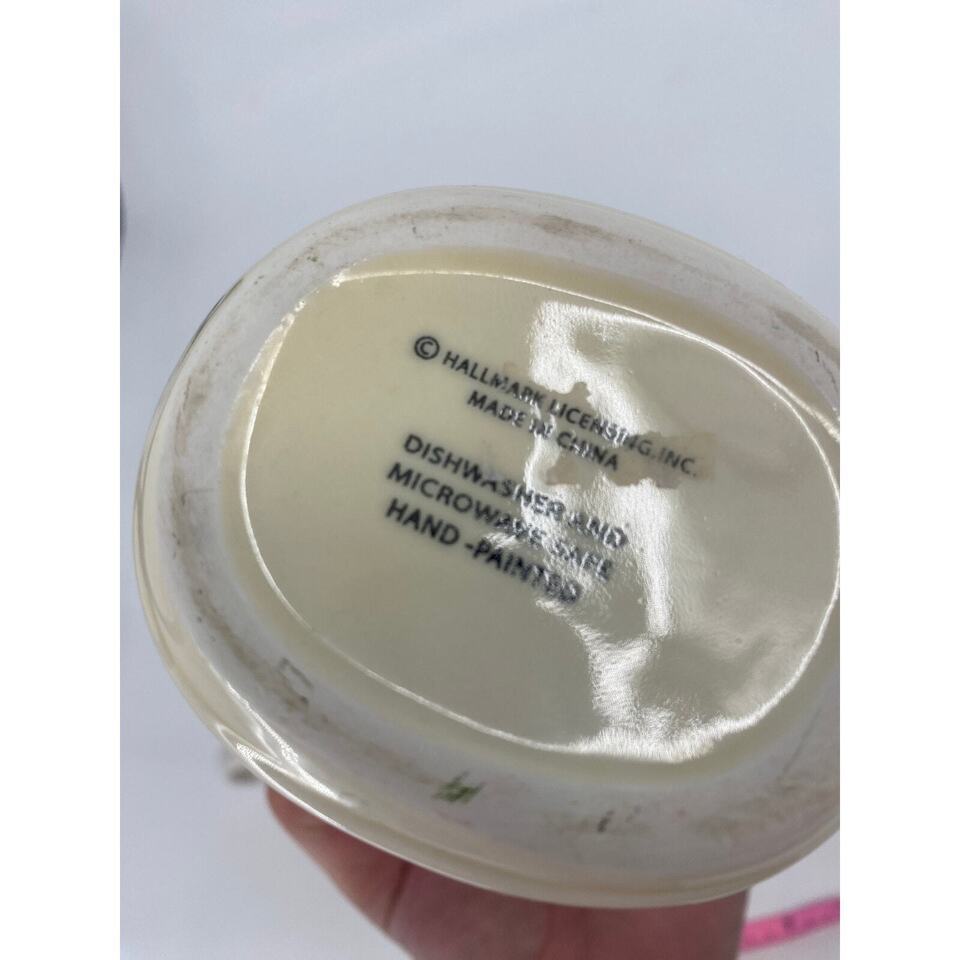 © HALLMARK LICENSING, INC.
MADE IN CHINA
DISHWASHER AND
MICROWAVE SAFE
HAND -PAINTED